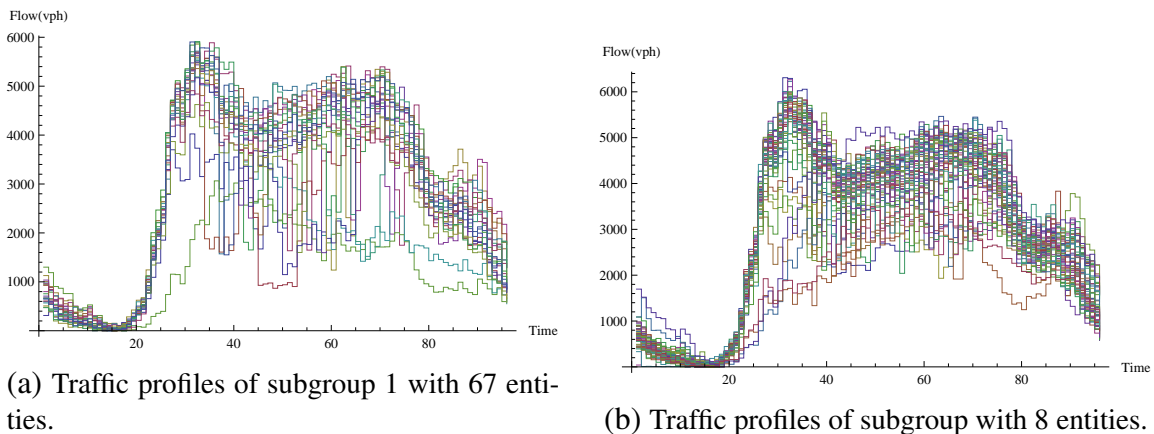 Flow(vph)
6000
5000
4000
3000
2000
1000
20
40
60
80
Time
(a) Traffic profiles of subgroup 1 with 67 enti-
ties.
Flow(vph)
6000
5000
4000
3000
2000
1000
20
40
60
80
Time
(b) Traffic profiles of subgroup with 8 entities.